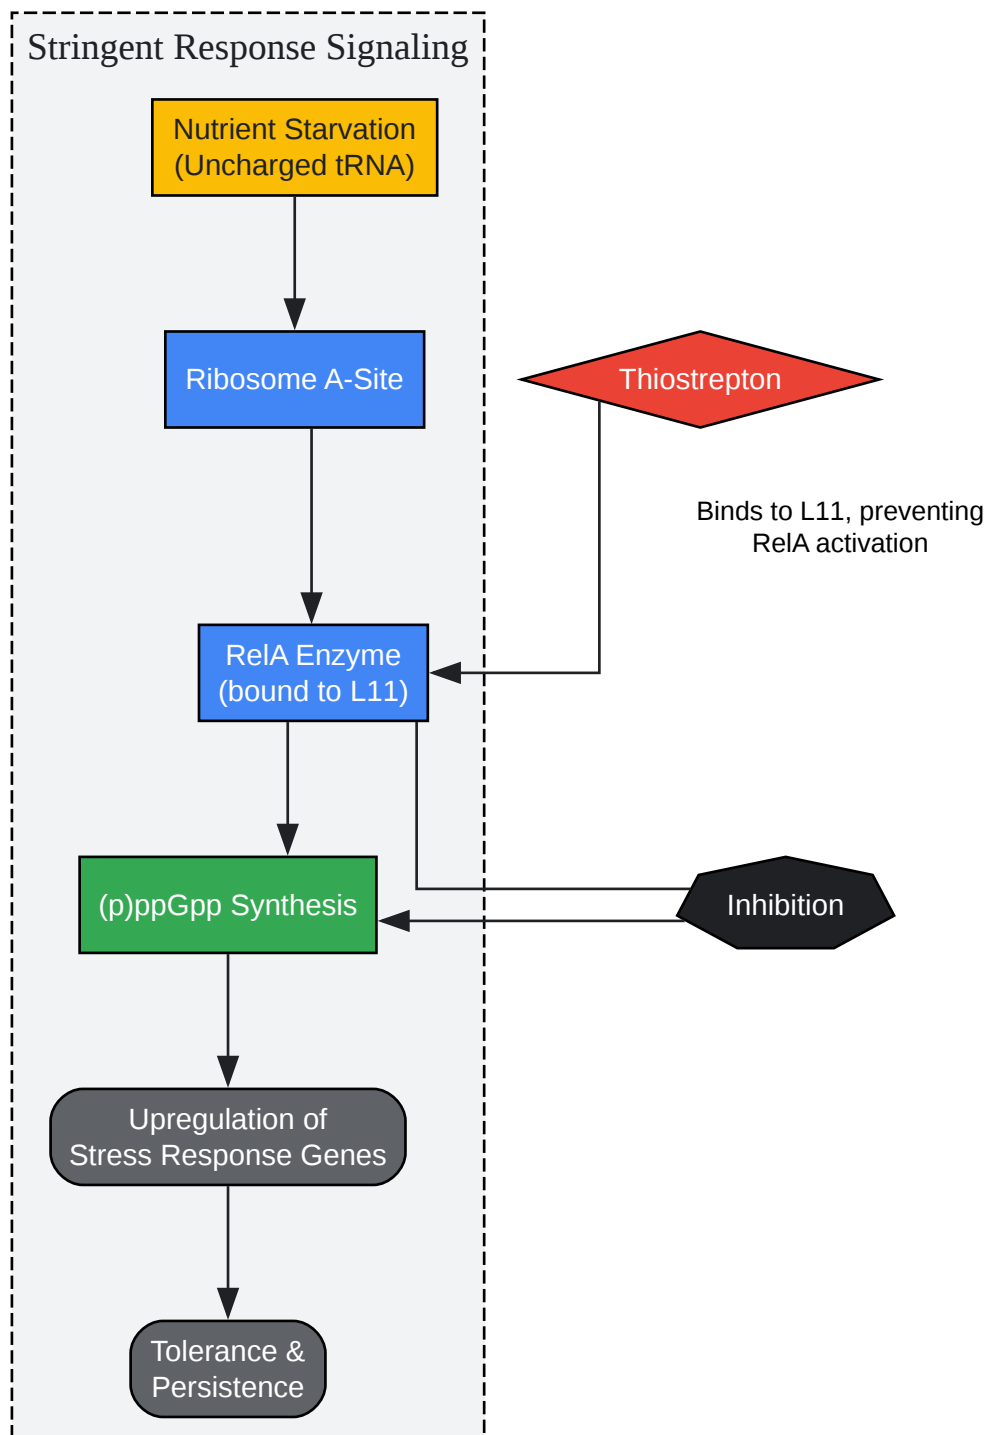 Stringent Response Signaling
Nutrient Starvation
(Uncharged tRNA)
Ribosome A-Site
Thiostrepton
Binds to L11, preventing
RelA activation
RelA Enzyme
(bound to L11)
(p)ppGpp Synthesis
Inhibition
Upregulation of
Stress Response Genes
Tolerance &
Persistence